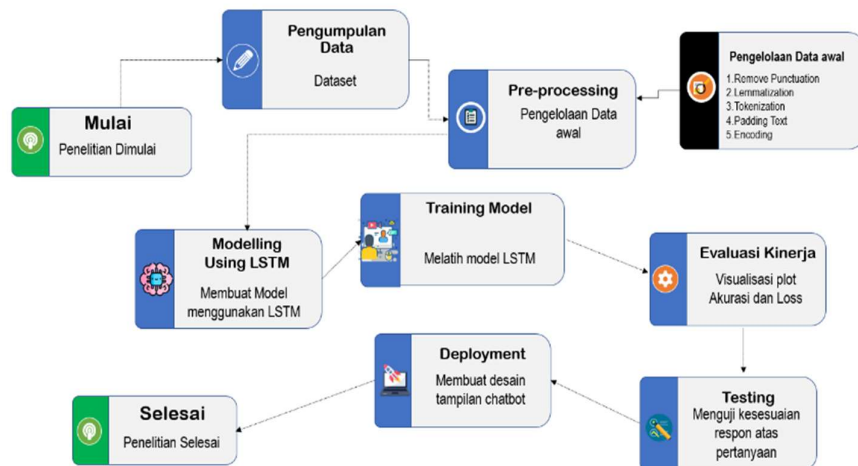 Mulai
Penelitian Dimulai
Pengumpulan
Data
Dataset
Pre-processing
Pengelolaan Data
awal
Pengelolaan Data awal
1.Remove Punctuation
2.Lemmalization
3.Tokenization
4.Padding Text
5.Encoding
Modelling
Using LSTM
Membuat Model
menggunakan LSTM
Training Model
Melatih model LSTM
Evaluasi Kinerja
Visualisasi plot
Akurasi dan Loss
Testing
Menguji kesesuaian
respon atas
pertanyaan
Deployment
Membuat desain
tampilan chatbot
Selesai
Penelitian Selesai